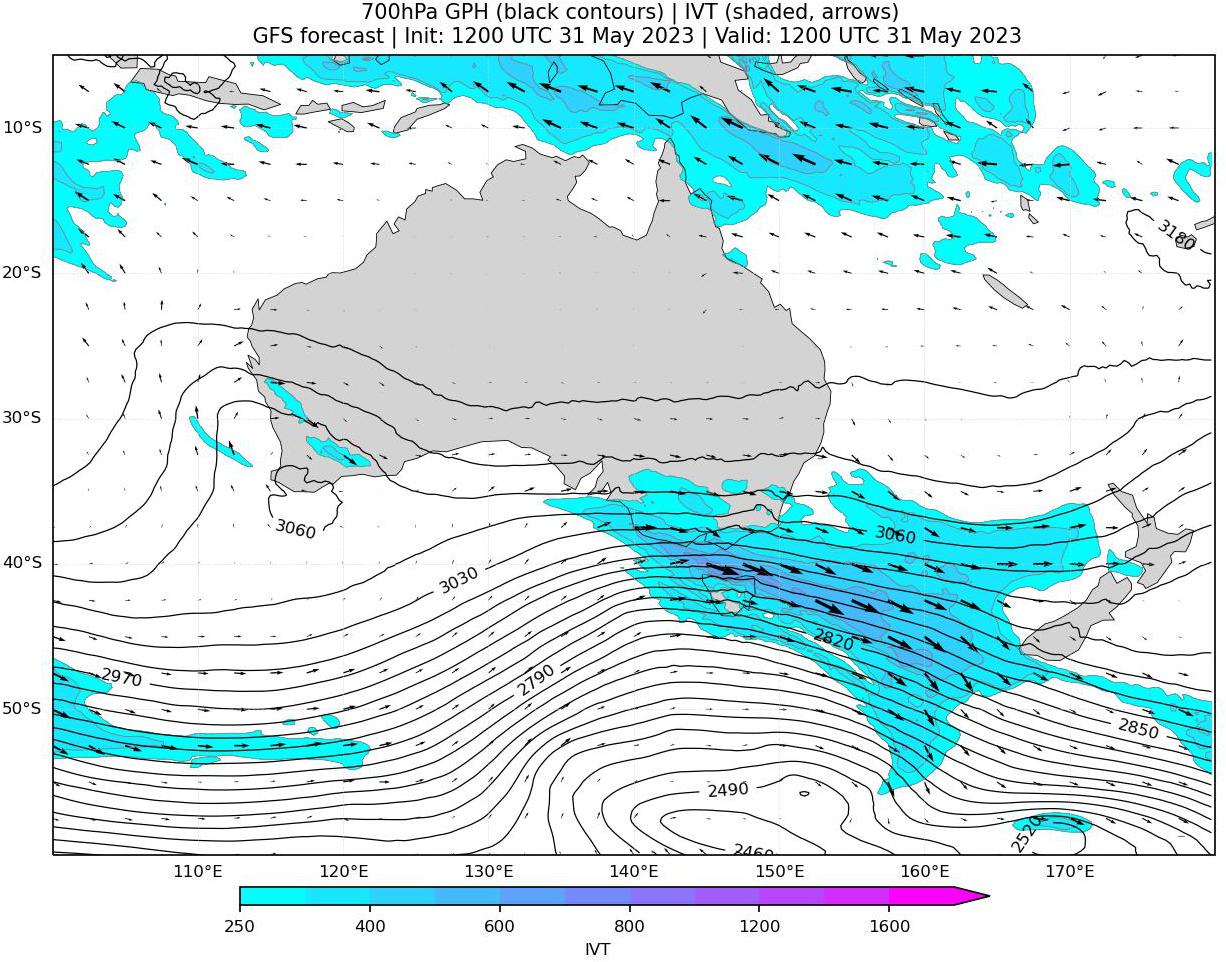 700hPa GPH (black contours) | IVT (shaded, arrows)
GFS forecast | Init: 1200 UTC 31 May 2023 | Valid: 1200 UTC 31 May 2023
10°S
3180
20°S
30°S
3060
3060
40°S
3030
2820
2970
2790
50°S
2850
2490
2520
2460
110°E 120°E 130°E 140°E 150°E 160°E 170°E
250 400 600 800 1200 1600
IVT